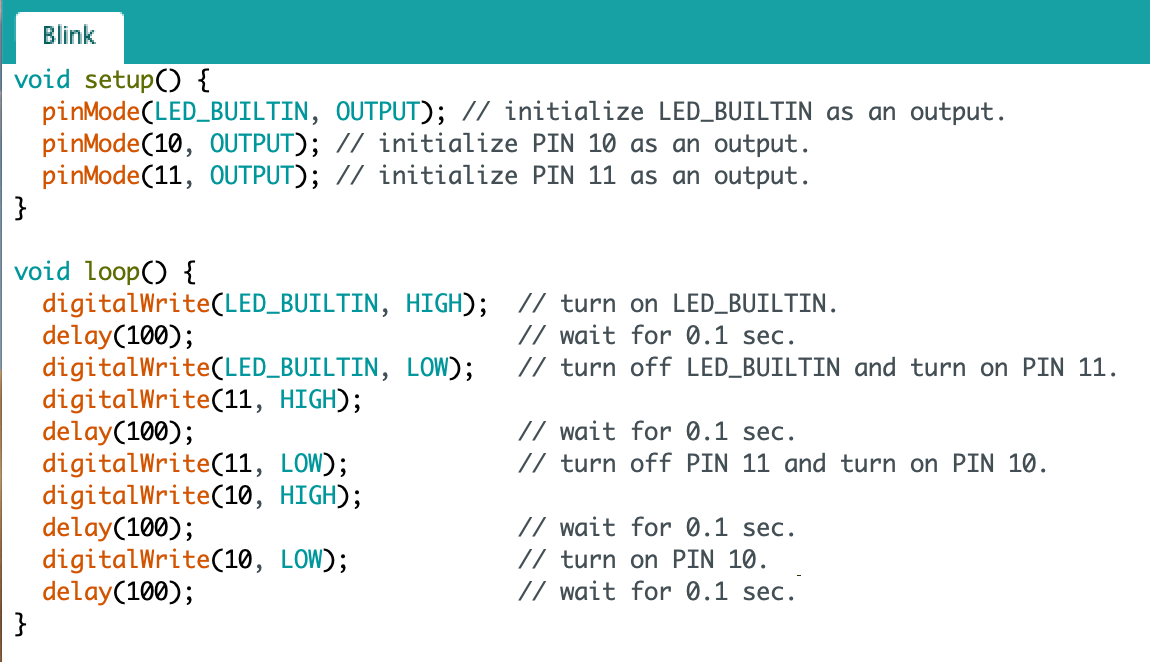 Blink
void setup() {
  pinMode(LED_BUILTIN, OUTPUT); // initialize LED_BUILTIN as an output.
  pinMode(10, OUTPUT); // initialize PIN 10 as an output.
  pinMode(11, OUTPUT); // initialize PIN 11 as an output.
}
void loop() {
  digitalWrite(LED_BUILTIN, HIGH);  // turn on LED_BUILTIN.
  delay(100);                       // wait for 0.1 sec.
  digitalWrite(LED_BUILTIN, LOW);   // turn off LED_BUILTIN and turn on PIN 11.
  digitalWrite(11, HIGH);
  delay(100);                       // wait for 0.1 sec.
  digitalWrite(11, LOW);            // turn off PIN 11 and turn on PIN 10.
  digitalWrite(10, HIGH);
  delay(100);                       // wait for 0.1 sec.
  digitalWrite(10, LOW);            // turn on PIN 10.
  delay(100);                       // wait for 0.1 sec.
}